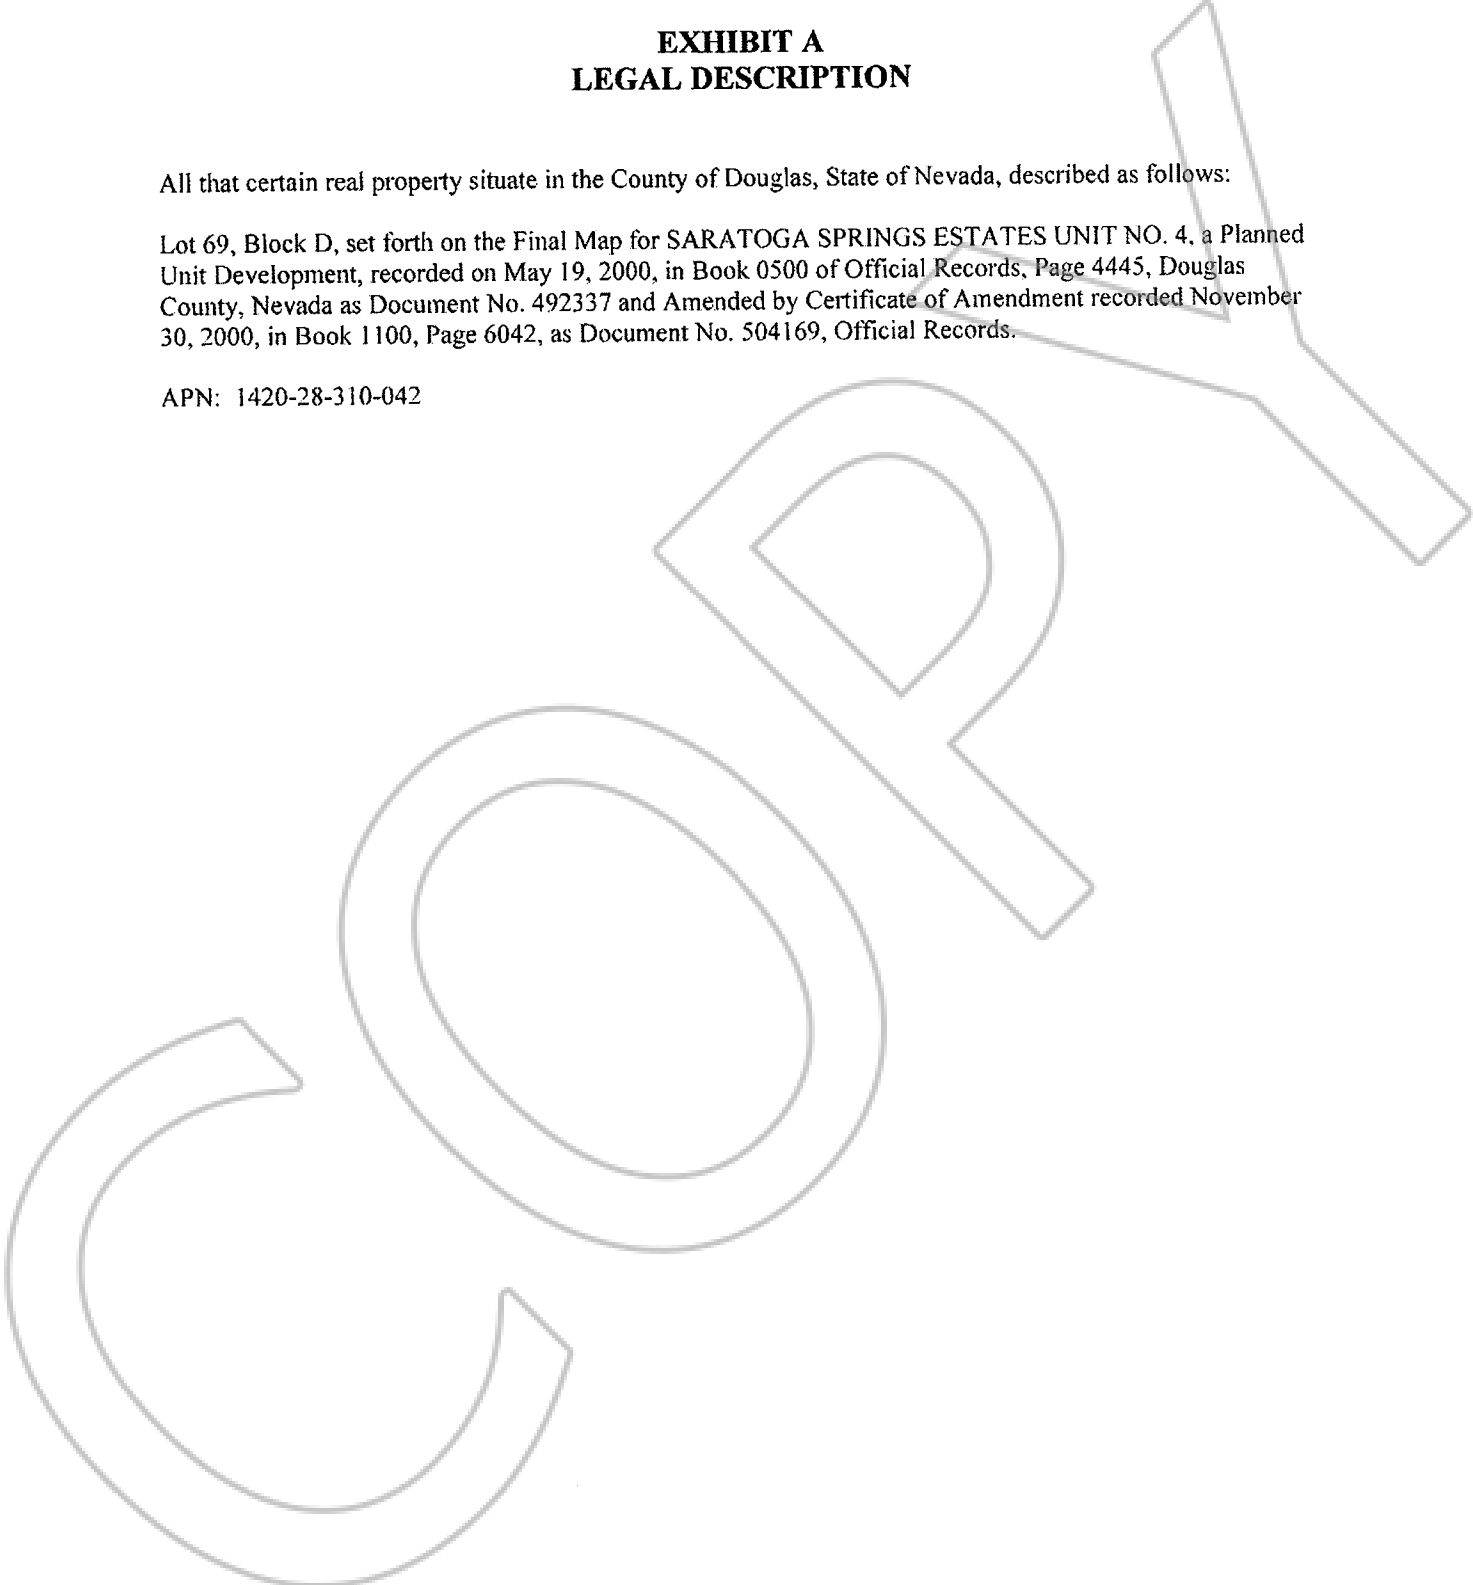 EXHIBIT A
LEGAL DESCRIPTION
All that certain real property situate in the County of Douglas, State of Nevada, described as follows:
Lot 69, Block D, set forth on the Final Map for SARATOGA SPRINGS ESTATES UNIT NO. 4, a Planned
Unit Development, recorded on May 19, 2000, in Book 0500 of Official Records, Page 4445, Douglas
County, Nevada as Document No. 492337 and Amended by Certificate of Amendment recorded November
30, 2000, in Book 1100, Page 6042, as Document No. 504169, Official Records.
APN: 1420-28-310-042
COPY